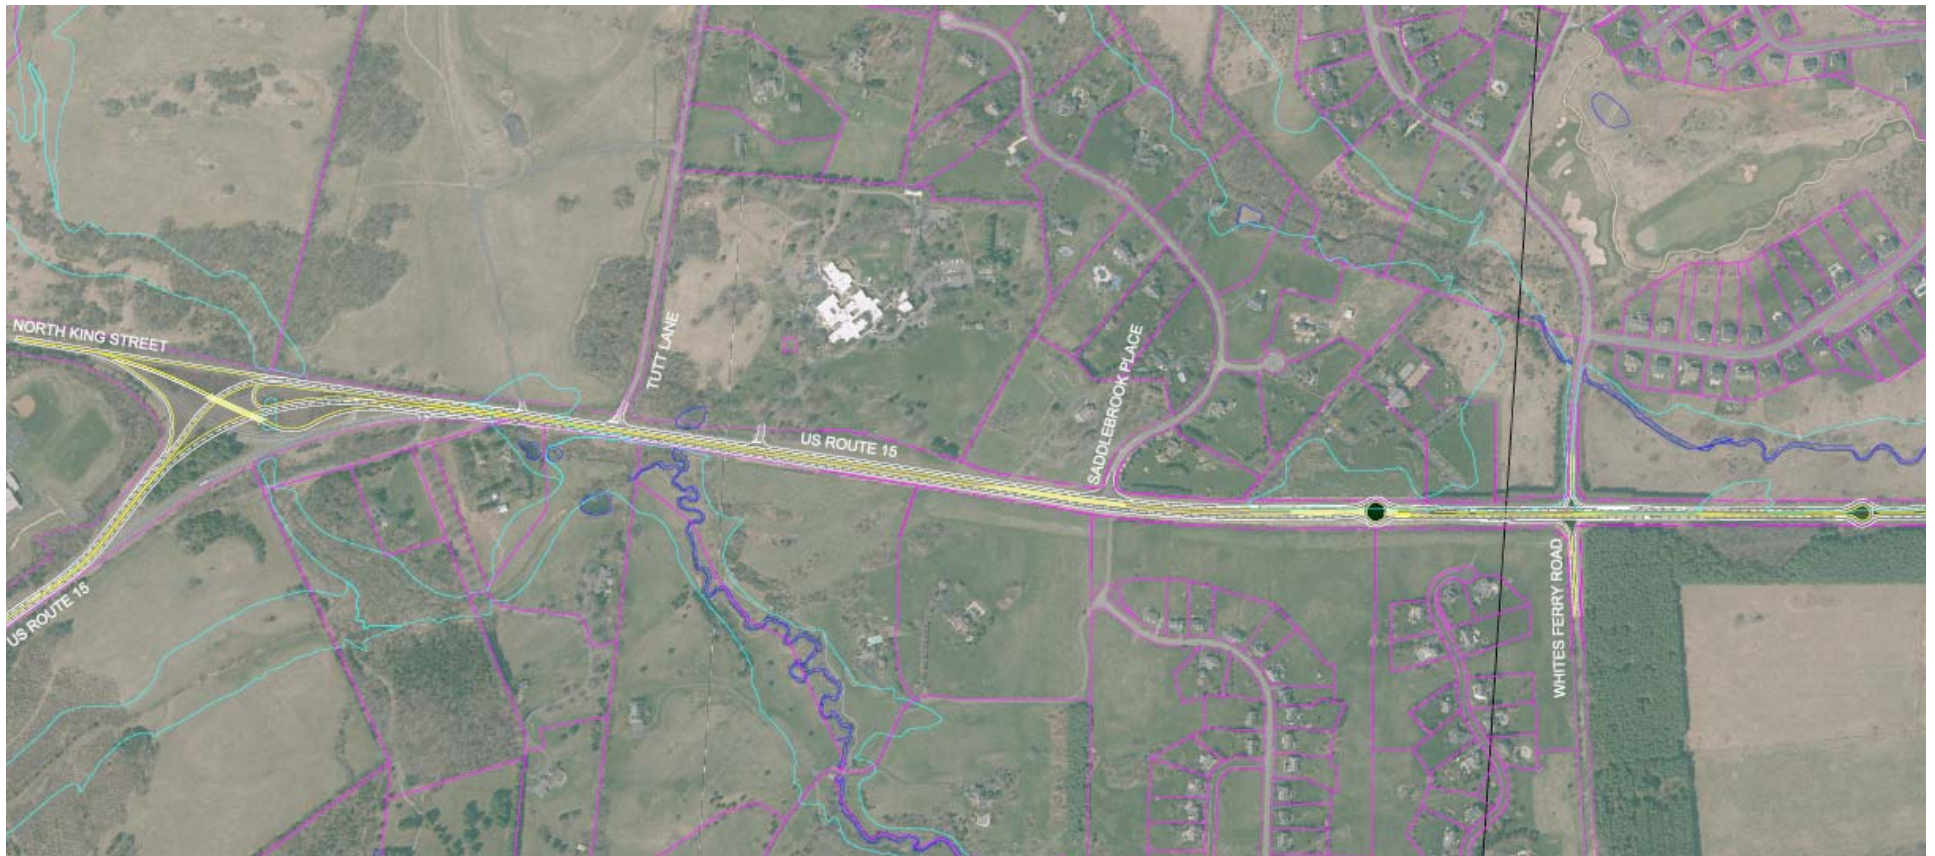 NORTH KING STREET
TUTT LANE
US ROUTE 15
SADDLEBROOK PLACE
WHITES FERRY ROAD
US ROUTE 15